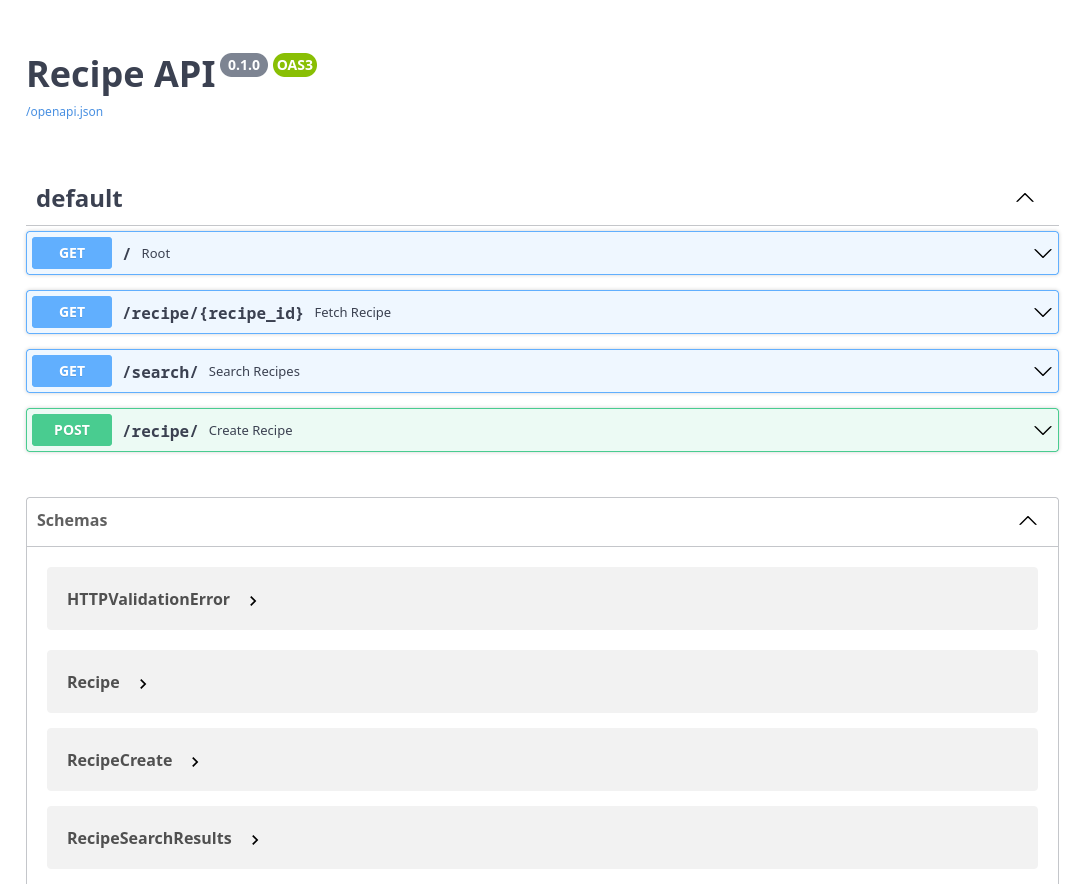 Recipe API 0.1.0 OAS3
/openapi.json
default
GET / Root
GET /recipe/{recipe_id} Fetch Recipe
GET /search/ Search Recipes
POST /recipe/ Create Recipe
Schemas
HTTPValidationError
Recipe
RecipeCreate
RecipeSearchResults